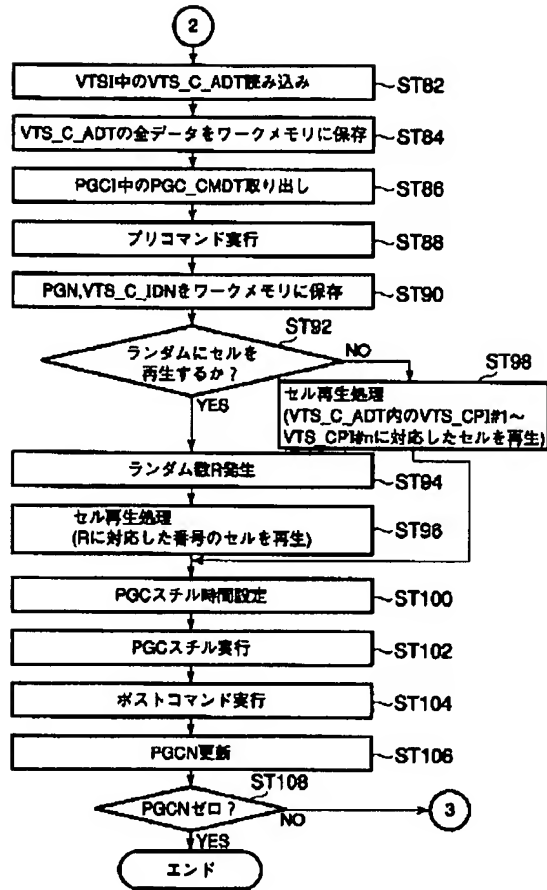 2
VTSI中のVTS_C_ADT読み込み
ST82
VTS_C_ADTの全データをワークメモリに保存
ST84
PGCI中のPGC_CMDT取り出し
ST86
プリコマンド実行
ST88
PGN,VTS_C_IDNをワークメモリに保存
ST90
ST92
ランダムにセルを
再生するか?
NO
YES
ST98
セル再生処理
(VTS_C_ADT内のVTS_CPI#1~
VTS_CPI#nに対応したセルを再生)
ランダム数R発生
ST94
セル再生処理
(Rに対応した番号のセルを再生)
ST96
PGCスチル時間設定
ST100
PGCスチル実行
ST102
ポストコマンド実行
ST104
PGCN更新
ST106
ST108
PGCNゼロ?
NO
3
YES
エンド